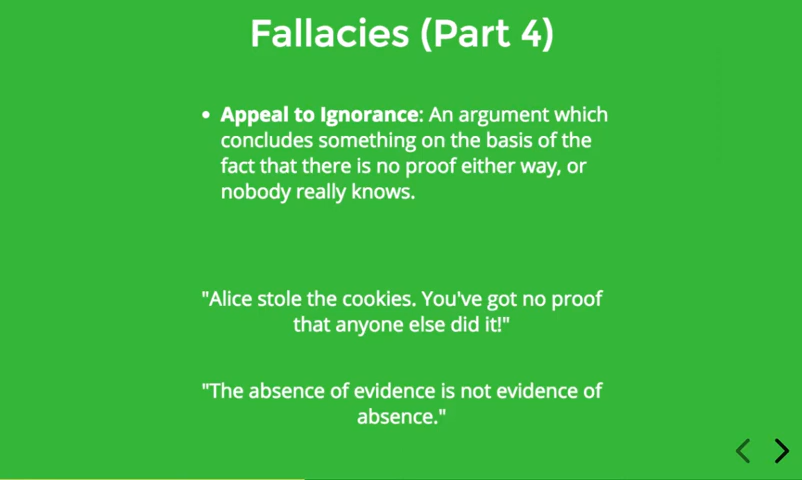 Fallacies (Part 4)
• Appeal to Ignorance: An argument which
concludes something on the basis of the
fact that there is no proof either way, or
nobody really knows.
"Alice stole the cookies. You've got no proof
that anyone else did it!"
"The absence of evidence is not evidence of
absence."